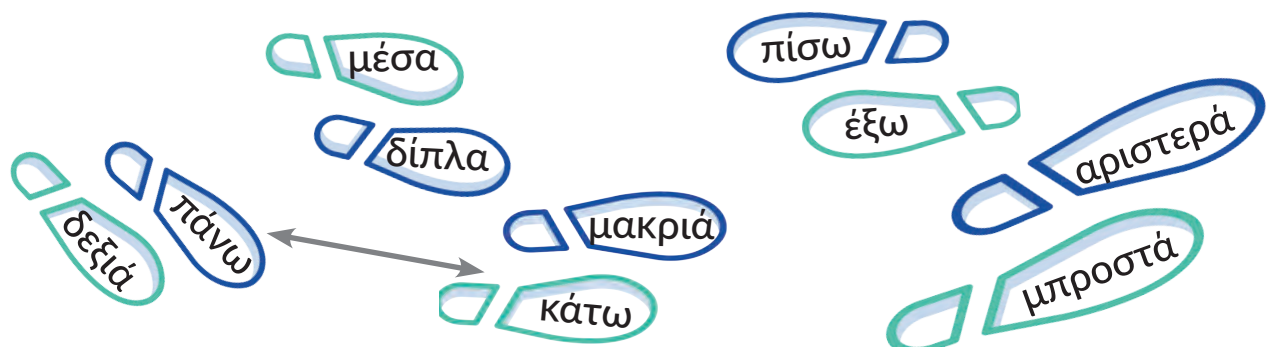 μέσα
πίσω
έξω
δίπλα
αριστερά
δεξιά
πάνω
μακριά
κάτω
μπροστά